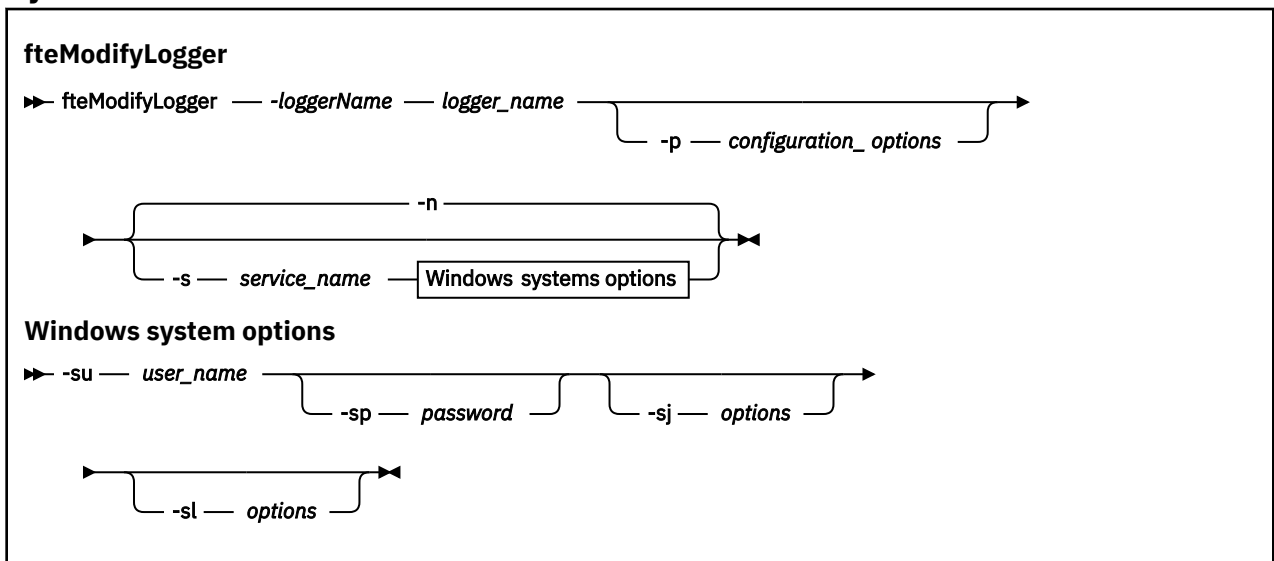 fteModifyLogger
fteModifyLogger -loggerName logger_name
-p configuration_ options
-n
-s service_name Windows systems options
Windows system options
-su user_name
-sp password -sj options
-sl options